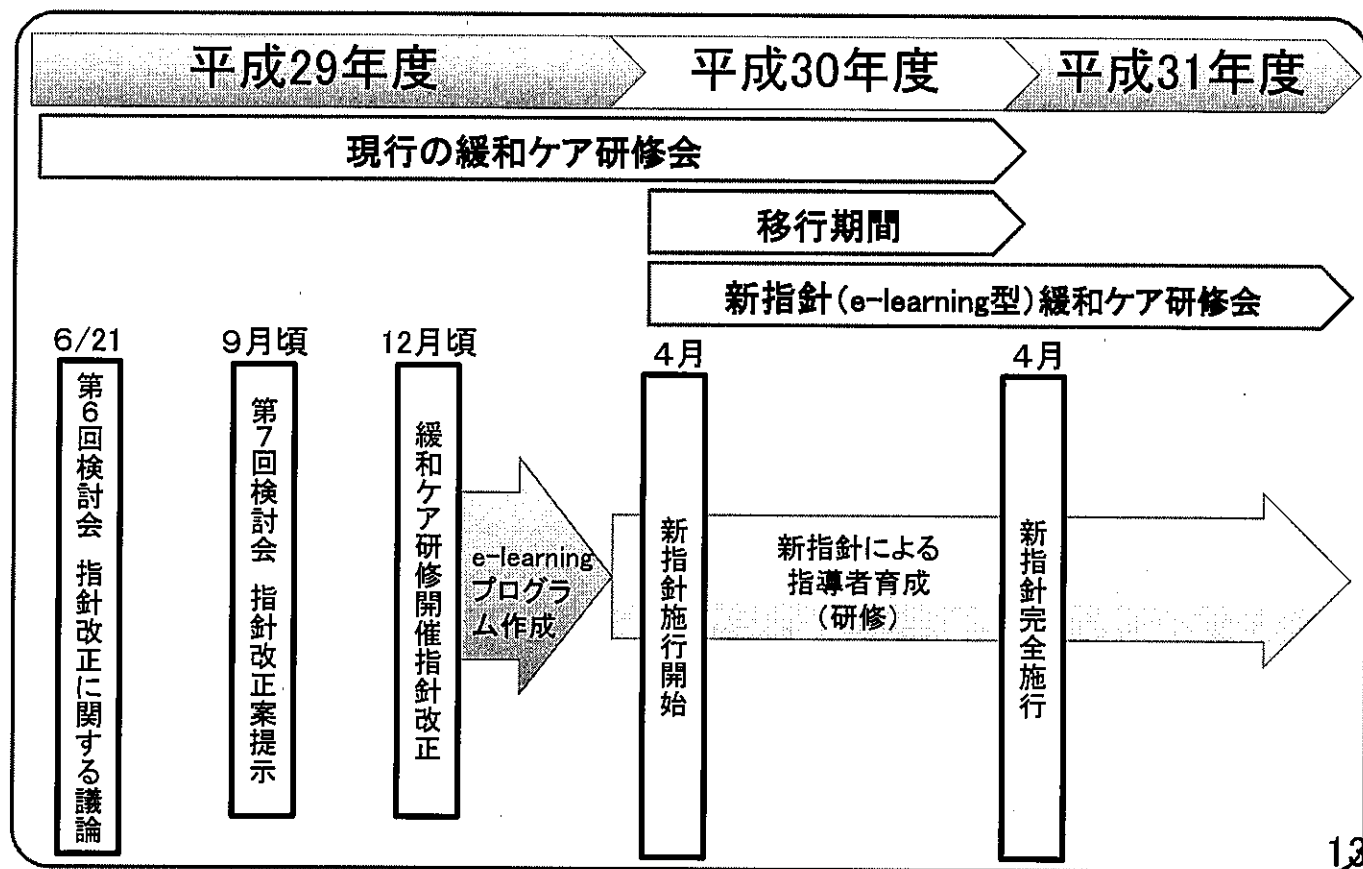 平成29年度
平成30年度
平成31年度
現行の緩和ケア研修会
移行期間
新指針(e-learning型)緩和ケア研修会
6/21
9月頃
12月頃
4月
4月
第6回検討会 指針改正に関する議論
第7回検討会 指針改正案提示
緩和ケア研修開催指針改正
e-learning
プログラ
ム作成
新指針施行開始
新指針による
指導者育成
(研修)
新指針完全施行
13